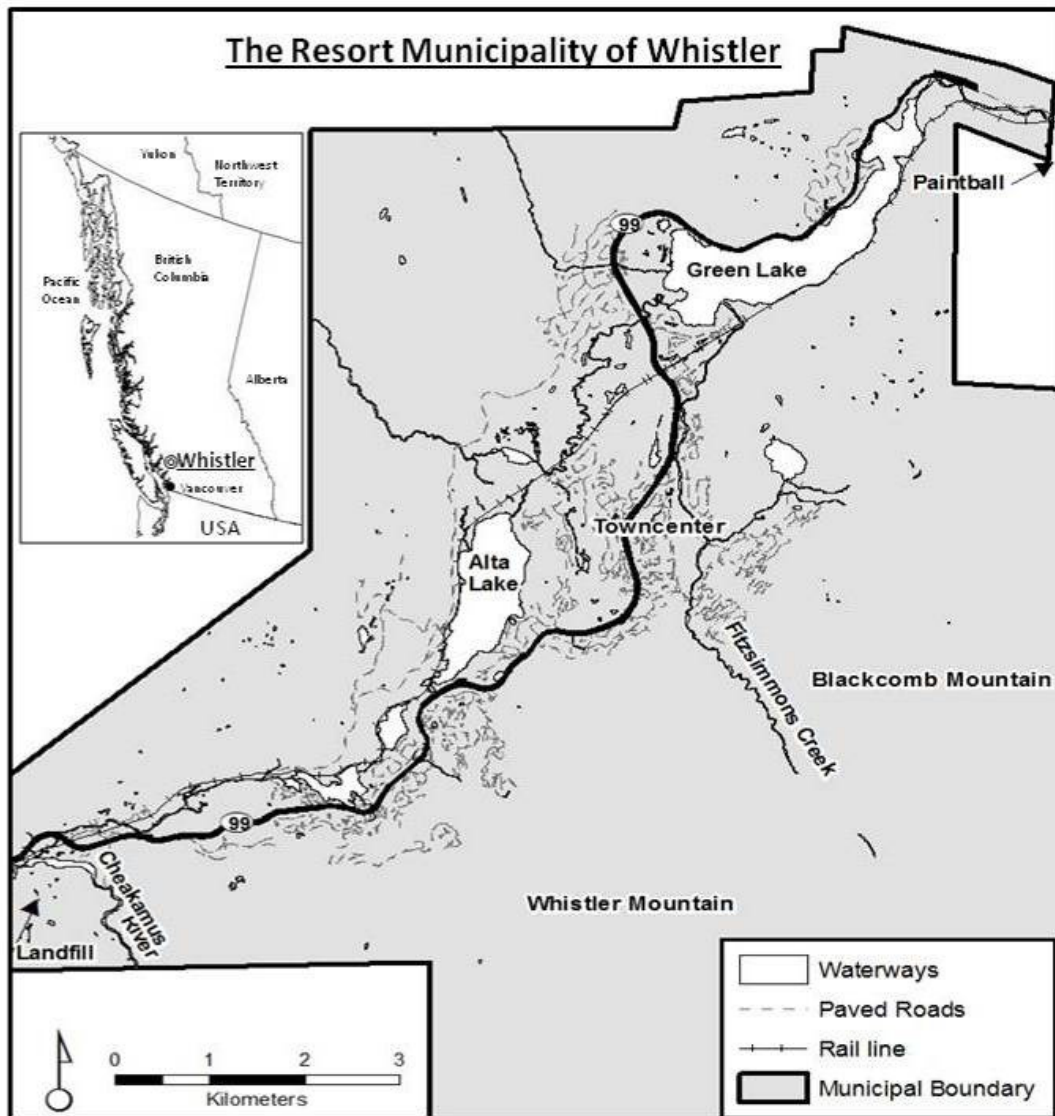 The Resort Municipality of Whistler
Yukon
Northwest
Territory
Pacific
Ocean
British
Columbia
Alberta
Whistler
Vancouver
USA
Paintball
99
Green Lake
Towncenter
Alta
Lake
Fitzsimmons Creek
Blackcomb Mountain
99
Cheakamus
River
Whistler Mountain
Landfill
Waterways
Paved Roads
Rail line
Municipal Boundary
0 1 2 3
Kilometers